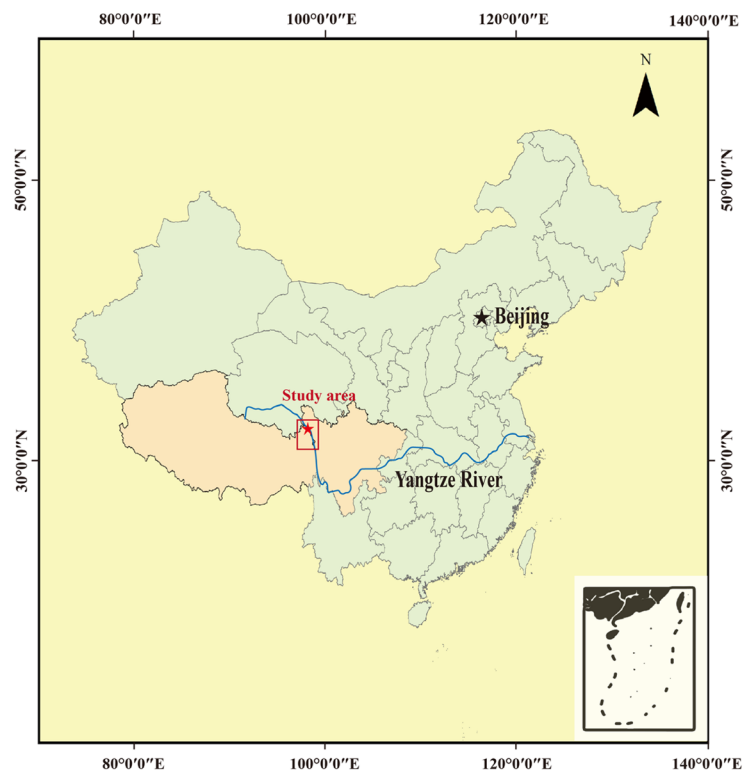 80°0′0″E 100°0′0″E 120°0′0″E 140°0′0″E
N
50°0′0″N 50°0′0″N
Beijing
Study area
30°0′0″N 30°0′0″N
Yangtze River
80°0′0″E 100°0′0″E 120°0′0″E 140°0′0″E